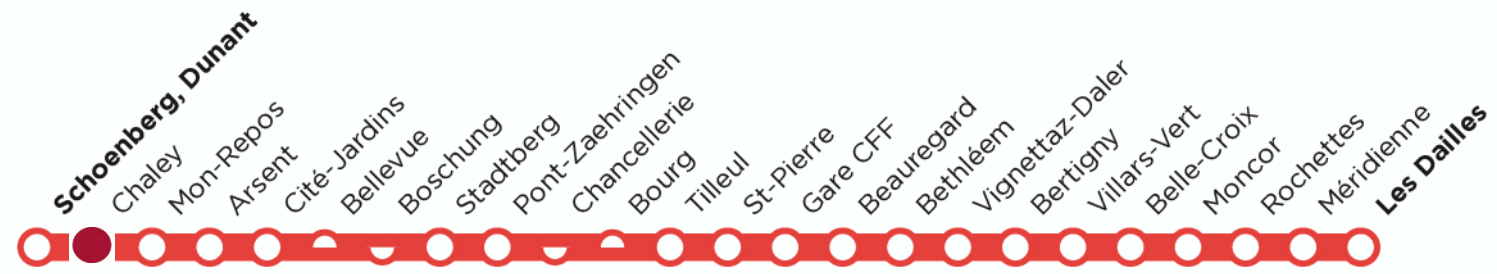 Schoenberg, Dunant
Chaley
Mon-Repos
Arsent
Cité-Jardins
Bellevue
Boschung
Stadtberg
Pont-Zaehringen
Chancellerie
Bourg
Tilleul
St-Pierre
Gare CFF
Beauregard
Bethléem
Vignettaz-Daler
Bertigny
Villars-Vert
Belle-Croix
Moncor
Rochettes
Méridienne
Les Dailles